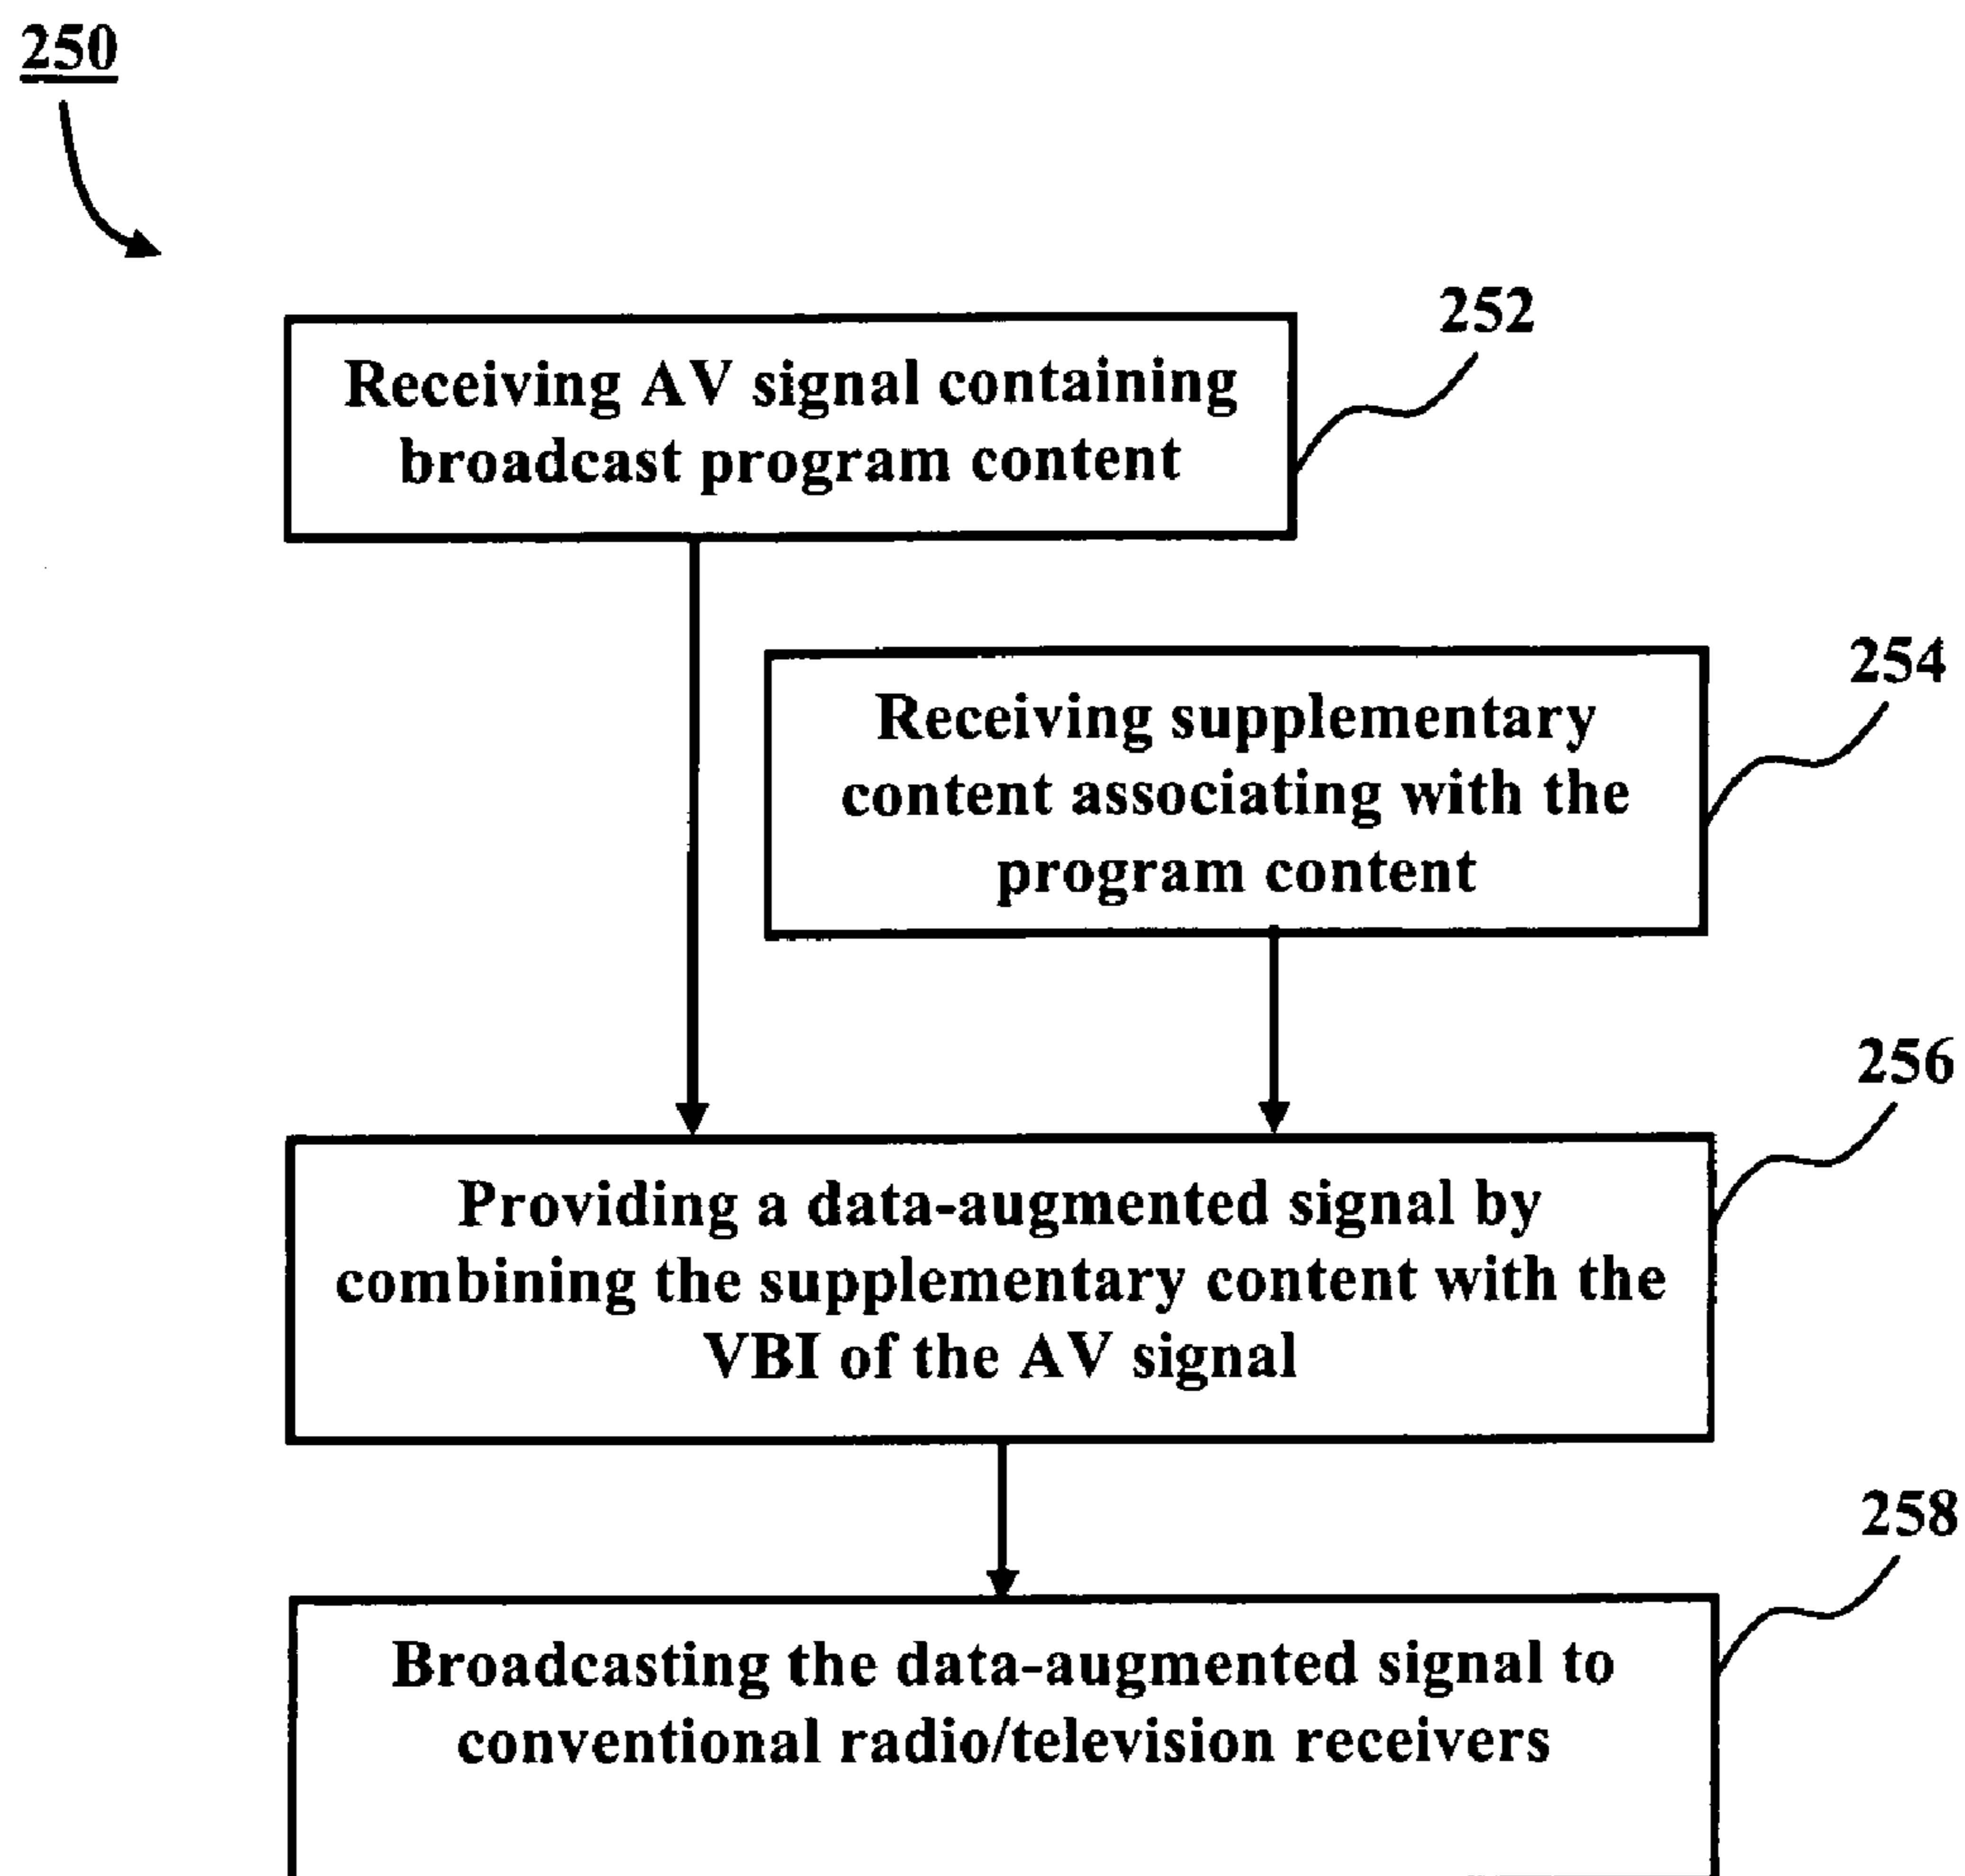 250
252
Receiving AV signal containing
broadcast program content
254
Receiving supplementary
content associating with the
program content
256
Providing a data-augmented signal by
combining the supplementary content with the
VBI of the AV signal
258
Broadcasting the data-augmented signal to
conventional radio/television receivers